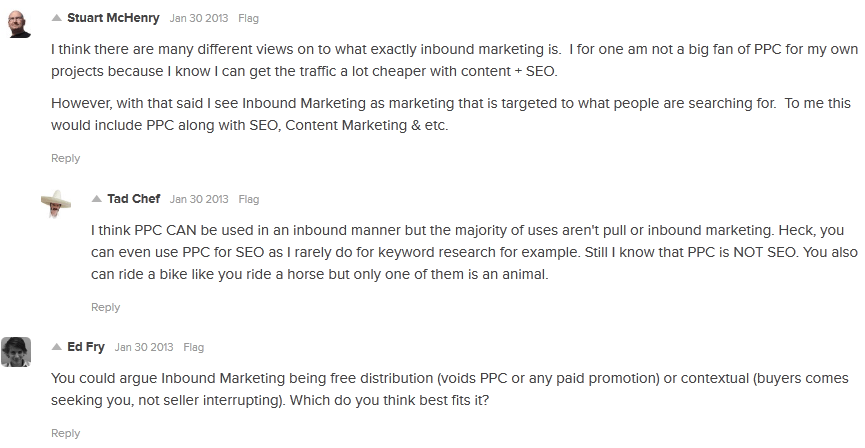 Stuart McHenry Jan 30 2013 Flag
I think there are many different views on to what exactly inbound marketing is.  I for one am not a big fan of PPC for my own
projects because I know I can get the traffic a lot cheaper with content + SEO.
However, with that said I see Inbound Marketing as marketing that is targeted to what people are searching for.  To me this
would include PPC along with SEO, Content Marketing & etc.
Reply
Tad Chef Jan 30 2013 Flag
I think PPC CAN be used in an inbound manner but the majority of uses aren't pull or inbound marketing. Heck, you
can even use PPC for SEO as I rarely do for keyword research for example. Still I know that PPC is NOT SEO. You also
can ride a bike like you ride a horse but only one of them is an animal.
Reply
Ed Fry Jan 30 2013 Flag
You could argue Inbound Marketing being free distribution (voids PPC or any paid promotion) or contextual (buyers comes
seeking you, not seller interrupting). Which do you think best fits it?
Reply